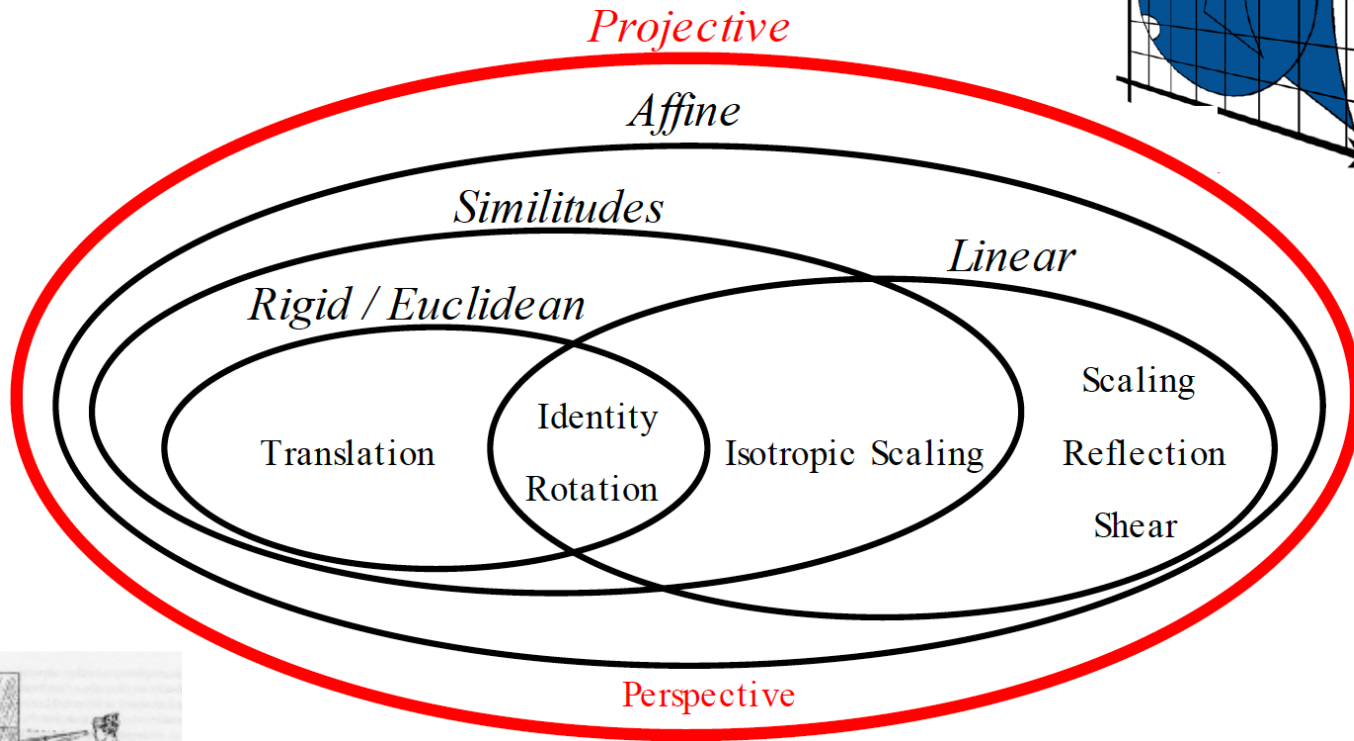 Projective
Affine
Similitudes
Linear
Rigid / Euclidean
Scaling
Identity
Translation
Isotropic Scaling
Reflection
Rotation
Shear
Perspective